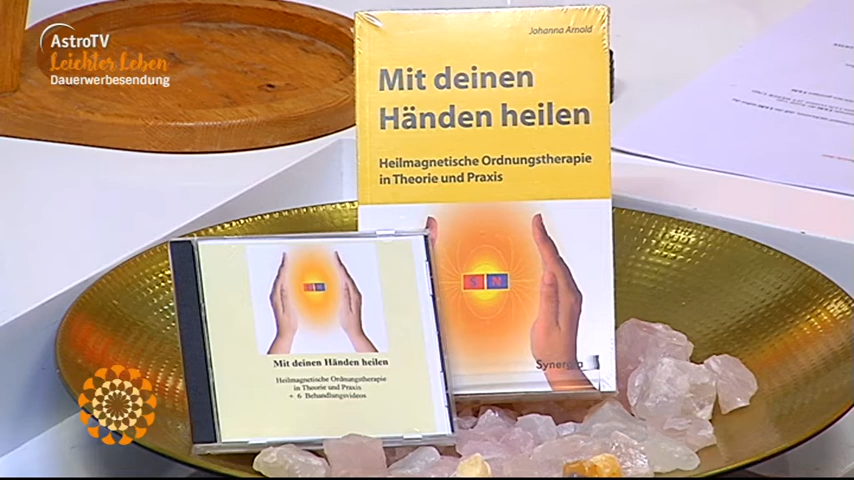 AstroTV
Leichter Leben
Dauerwerbesendung
Johanna Arnold
Mit deinen
Händen heilen
Heilmagnetische Ordnungstherapie
in Theorie und Praxis
S N
Synergia
S N
Mit deinen Händen heilen
Heilmagnetische Ordnungstherapie
in Theorie und Praxis
+ 6 Behandlungsvideos